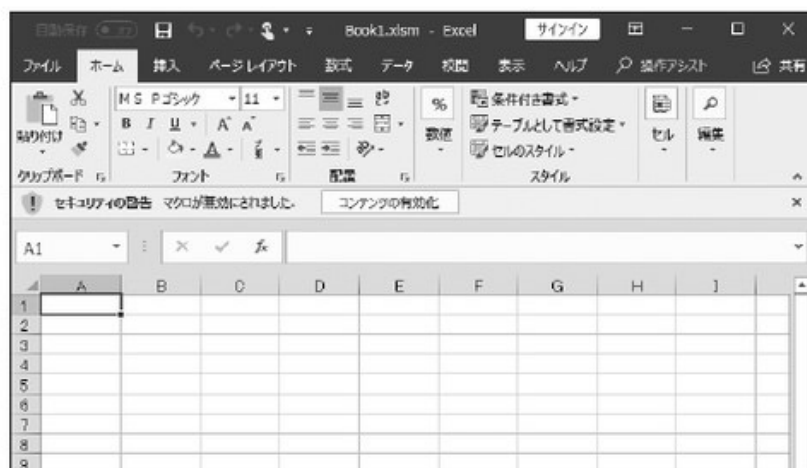 自動保存 オフ Book1.xlsm - Excel サインイン
ファイル ホーム 挿入 ページレイアウト 数式 データ 校閲 表示 ヘルプ 操作アシスト 共有
MS Pゴシック 11
B I U A A
貼り付け
A
% 数値
条件付き書式
テーブルとして書式設定
セルのスタイル
セル 編集
クリップボード フォント 配置 スタイル
セキュリティの警告 マクロが無効にされました。 コンテンツの有効化
A1 fx
A B C D E F G H I
1
2
3
4
5
6
7
8
9